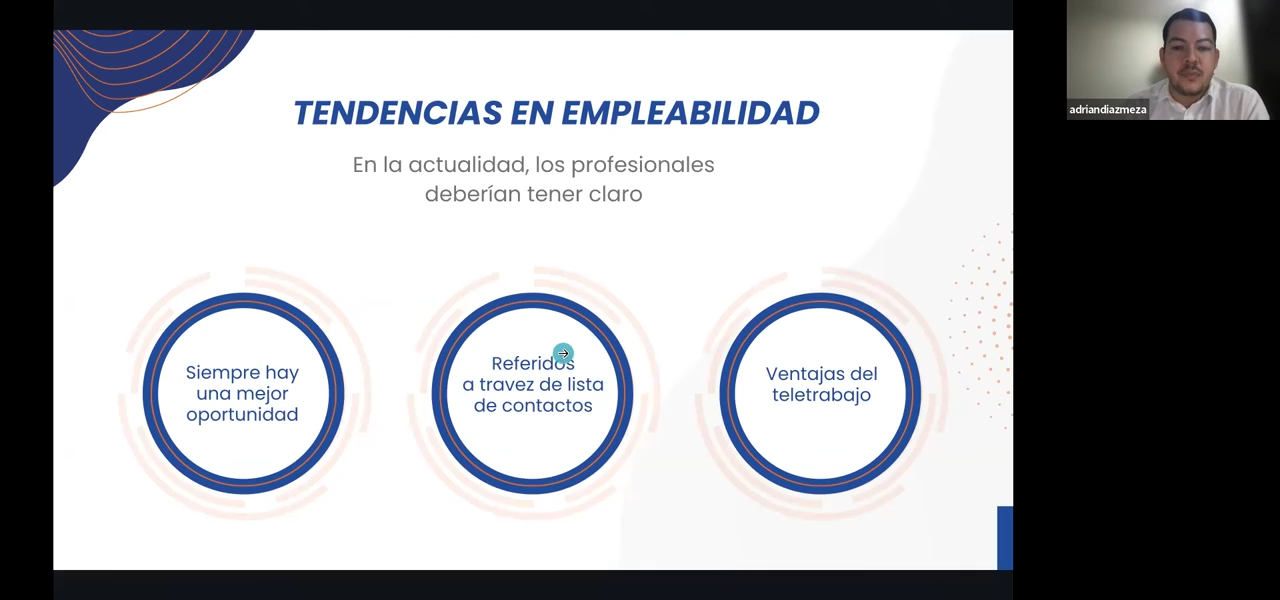 TENDENCIAS EN EMPLEABILIDAD
En la actualidad, los profesionales
deberían tener claro
Siempre hay
una mejor
oportunidad
Referidos
a travez de lista
de contactos
Ventajas del
teletrabajo
adriandiazmeza